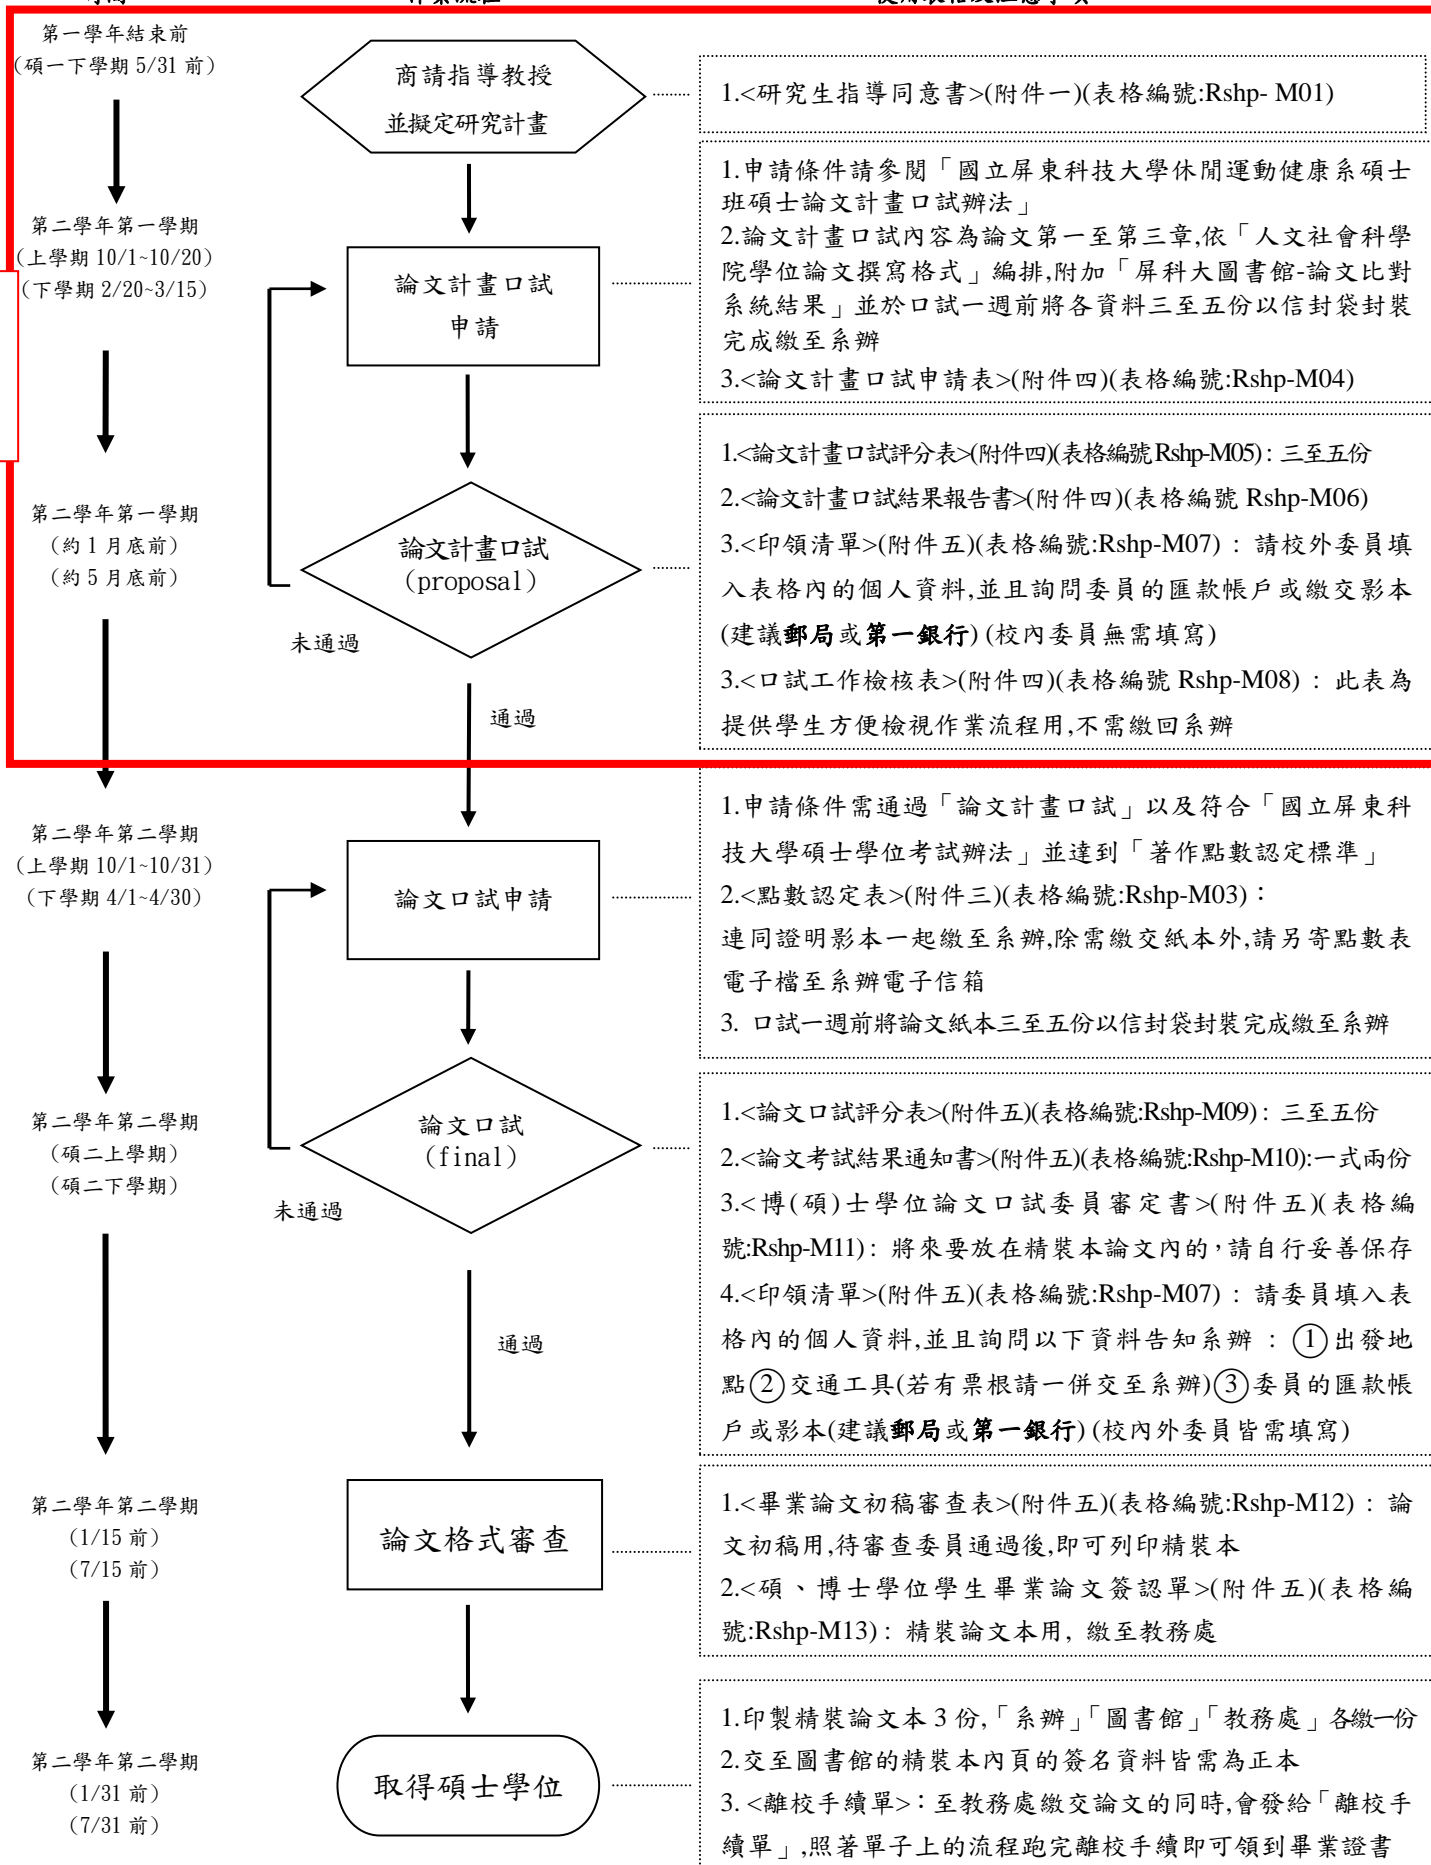 第一學年結束前
(碩一下學期 5/31 前)
商請指導教授
並擬定研究計畫
1.<研究生指導同意書>(附件一)(表格編號:Rshp- M01)
第二學年第一學期
(上學期 10/1~10/20)
(下學期 2/20~3/15)
論文計畫口試
申請
1.申請條件請參閱「國立屏東科技大學休閒運動健康系碩士
班碩士論文計畫口試辦法」
2.論文計畫口試內容為論文第一至第三章,依「人文社會科學
院學位論文撰寫格式」編排,附加「屏科大圖書館-論文比對
系統結果」並於口試一週前將各資料三至五份以信封袋封裝
完成繳至系辦
3.<論文計畫口試申請表>(附件四)(表格編號:Rshp-M04)
第二學年第一學期
(約 1 月底前)
(約 5 月底前)
論文計畫口試
(proposal)
未通過
通過
1.<論文計畫口試評分表>(附件四)(表格編號 Rshp-M05) : 三至五份
2.<論文計畫口試結果報告書>(附件四)(表格編號 Rshp-M06)
3.<印領清單>(附件五)(表格編號:Rshp-M07) : 請校外委員填
入表格內的個人資料,並且詢問委員的匯款帳戶或繳交影本
(建議郵局或第一銀行) (校內委員無需填寫)
3.<口試工作檢核表>(附件四)(表格編號 Rshp-M08) : 此表為
提供學生方便檢視作業流程用,不需繳回系辦
第二學年第二學期
(上學期 10/1~10/31)
(下學期 4/1~4/30)
論文口試申請
1.申請條件需通過「論文計畫口試」以及符合「國立屏東科
技大學碩士學位考試辦法」並達到「著作點數認定標準」
2.<點數認定表>(附件三)(表格編號:Rshp-M03)：
連同證明影本一起繳至系辦,除需繳交紙本外,請另寄點數表
電子檔至系辦電子信箱
3. 口試一週前將論文紙本三至五份以信封袋封裝完成繳至系辦
第二學年第二學期
(碩二上學期)
(碩二下學期)
論文口試
(final)
未通過
通過
1.<論文口試評分表>(附件五)(表格編號:Rshp-M09) : 三至五份
2.<論文考試結果通知書>(附件五)(表格編號:Rshp-M10):一式兩份
3.<博(碩)士學位論文口試委員審定書>(附件五)(表格編
號:Rshp-M11) : 將來要放在精裝本論文內的，請自行妥善保存
4.<印領清單>(附件五)(表格編號:Rshp-M07) : 請委員填入表
格內的個人資料,並且詢問以下資料告知系辦 : ①出發地
點②交通工具(若有票根請一併交至系辦)③委員的匯款帳
戶或影本(建議郵局或第一銀行) (校內外委員皆需填寫)
第二學年第二學期
(1/15 前)
(7/15 前)
論文格式審查
1.<畢業論文初稿審查表>(附件五)(表格編號:Rshp-M12) : 論
文初稿用,待審查委員通過後,即可列印精裝本
2.<碩、博士學位學生畢業論文簽認單>(附件五)(表格編
號:Rshp-M13) : 精裝論文本用, 繳至教務處
第二學年第二學期
(1/31 前)
(7/31 前)
取得碩士學位
1.印製精裝論文本 3 份,「系辦」「圖書館」「教務處」各繳一份
2.交至圖書館的精裝本內頁的簽名資料皆需為正本
3. <離校手續單>：至教務處繳交論文的同時,會發給「離校手
續單」,照著單子上的流程跑完離校手續即可領到畢業證書